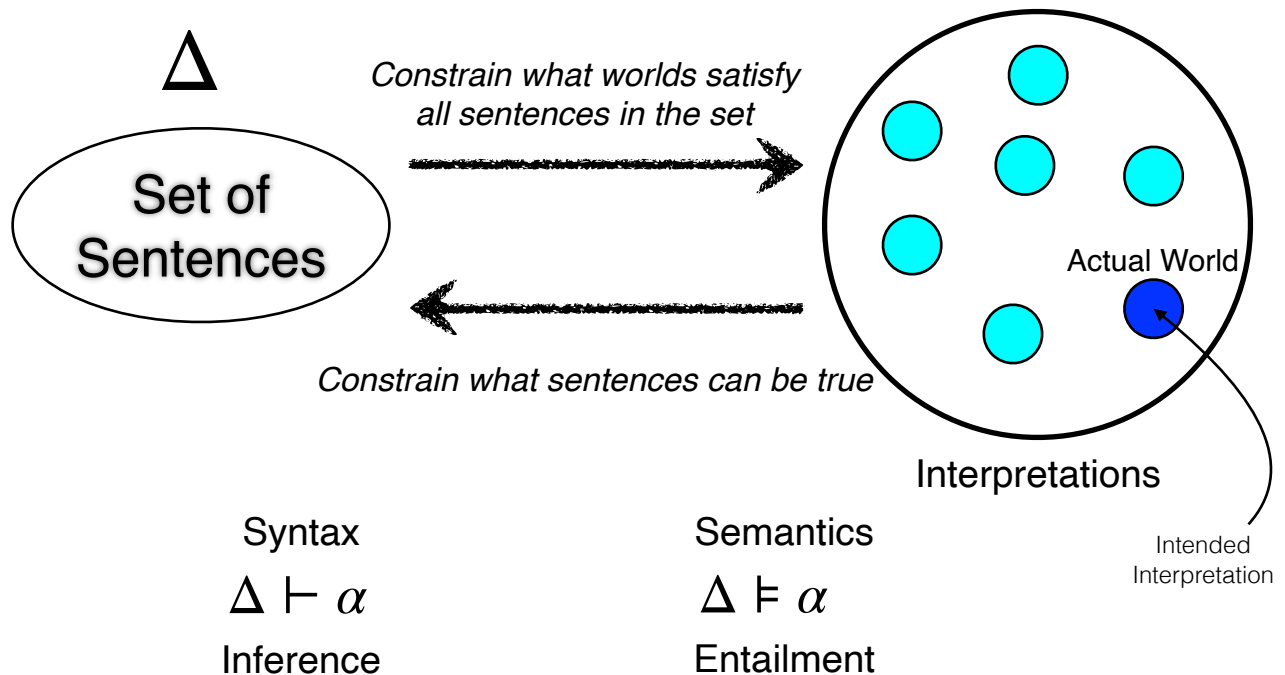 Δ
Set of
Sentences
Constrain what worlds satisfy
all sentences in the set
Constrain what sentences can be true
Actual World
Interpretations
Intended
Interpretation
Syntax
Δ ⊢ α
Inference
Semantics
Δ ⊧ α
Entailment